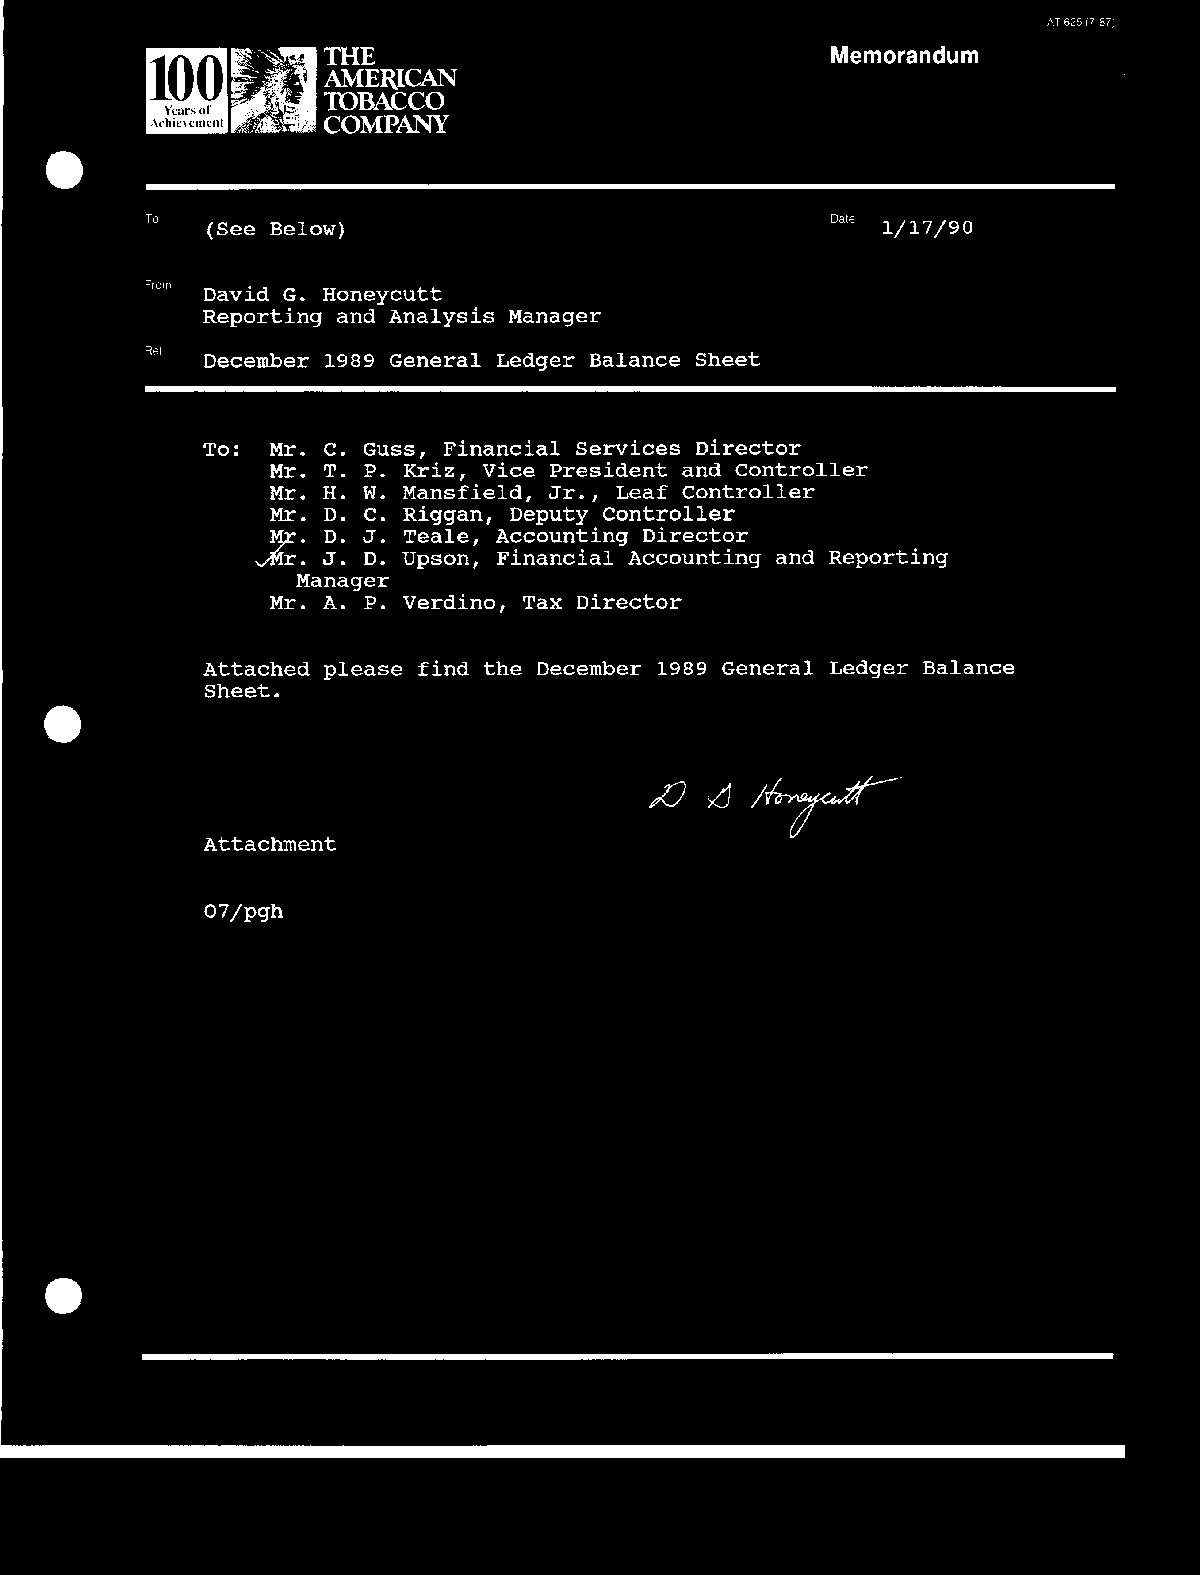 AT 625 (7-87)
100
Years of
Achievement
THE
AMERICAN
TOBACCO
COMPANY
Memorandum
To (See Below) Date 1/17/90
From David G. Honeycutt
Reporting and Analysis Manager
Ref December 1989 General Ledger Balance Sheet
To: Mr. C. Guss, Financial Services Director
Mr. T. P. Kriz, Vice President and Controller
Mr. H. W. Mansfield, Jr., Leaf Controller
Mr. D. C. Riggan, Deputy Controller
Mr. D. J. Teale, Accounting Director
Mr. J. D. Upson, Financial Accounting and Reporting
Manager
Mr. A. P. Verdino, Tax Director
Attached please find the December 1989 General Ledger Balance
Sheet.
D G Honeycutt
Attachment
07/pgh